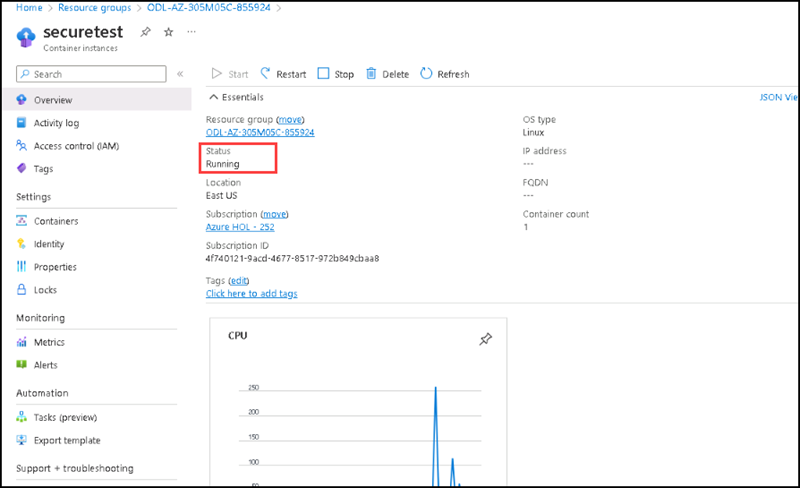 Home > Resource groups > ODL-AZ-305M05C-855924 >
securetest
Container instances
Search
«
Start Restart Stop Delete Refresh
Overview
Activity log
Access control (IAM)
Tags
Settings
Containers
Identity
Properties
Locks
Monitoring
Metrics
Alerts
Automation
Tasks (preview)
Export template
Support + troubleshooting
Essentials
JSON Vie
Resource group (move)
ODL-AZ-305M05C-855924
Status
Running
Location
East US
Subscription (move)
Azure HOL - 252
Subscription ID
4f740121-9acd-4677-8517-972b849cbaa8
Tags (edit)
Click here to add tags
OS type
Linux
IP address
---
FQDN
---
Container count
1
CPU
250
200
150
100
50